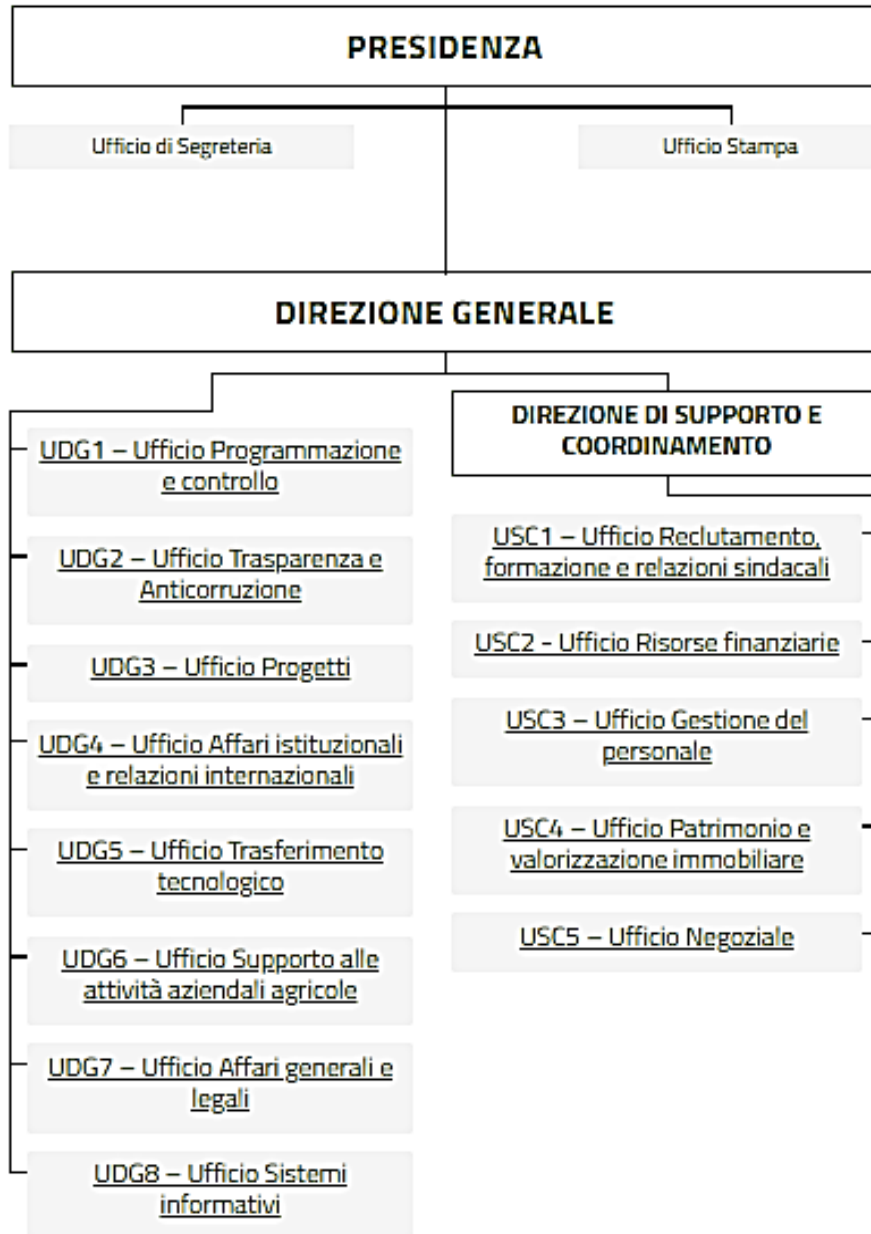 PRESIDENZA
Ufficio di Segreteria
Ufficio Stampa
DIREZIONE GENERALE
UDG1 – Ufficio Programmazione
e controllo
UDG2 – Ufficio Trasparenza e
Anticorruzione
UDG3 – Ufficio Progetti
UDG4 – Ufficio Affari istituzionali
e relazioni internazionali
UDG5 – Ufficio Trasferimento
tecnologico
UDG6 – Ufficio Supporto alle
attività aziendali agricole
UDG7 – Ufficio Affari generali e
legali
UDG8 – Ufficio Sistemi
informativi
DIREZIONE DI SUPPORTO E
COORDINAMENTO
USC1 – Ufficio Reclutamento,
formazione e relazioni sindacali
USC2 - Ufficio Risorse finanziarie
USC3 – Ufficio Gestione del
personale
USC4 – Ufficio Patrimonio e
valorizzazione immobiliare
USC5 – Ufficio Negoziale